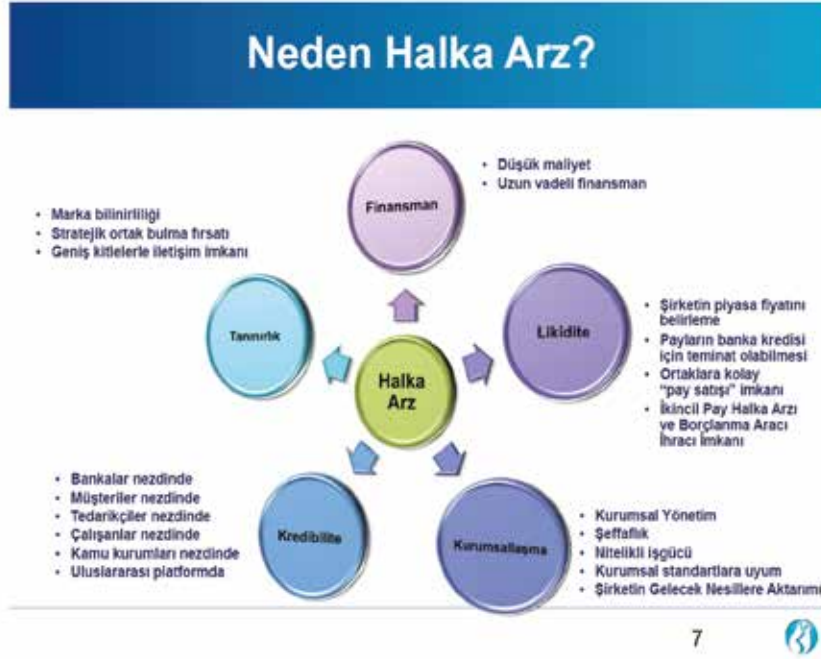 Neden Halka Arz?
Finansman
• Düşük maliyet
• Uzun vadeli finansman
• Marka bilinirliliği
• Stratejik ortak bulma fırsatı
• Geniş kitlelerle iletişim imkanı
Tanınırlık
Likidite
• Şirketin piyasa fiyatını
belirleme
• Payların banka kredisi
için teminat olabilmesi
• Ortaklara kolay
"pay satışı" imkanı
• İkincil Pay Halka Arzı
ve Borçlanma Aracı
İhracı İmkanı
Halka
Arz
• Bankalar nezdinde
• Müşteriler nezdinde
• Tedarikçiler nezdinde
• Çalışanlar nezdinde
• Kamu kurumları nezdinde
• Uluslararası platformda
Kredibilite
Kurumsallaşma
• Kurumsal Yönetim
• Şeffaflık
• Nitelikli işgücü
• Kurumsal standartlara uyum
• Şirketin Gelecek Nesillere Aktarımı
7